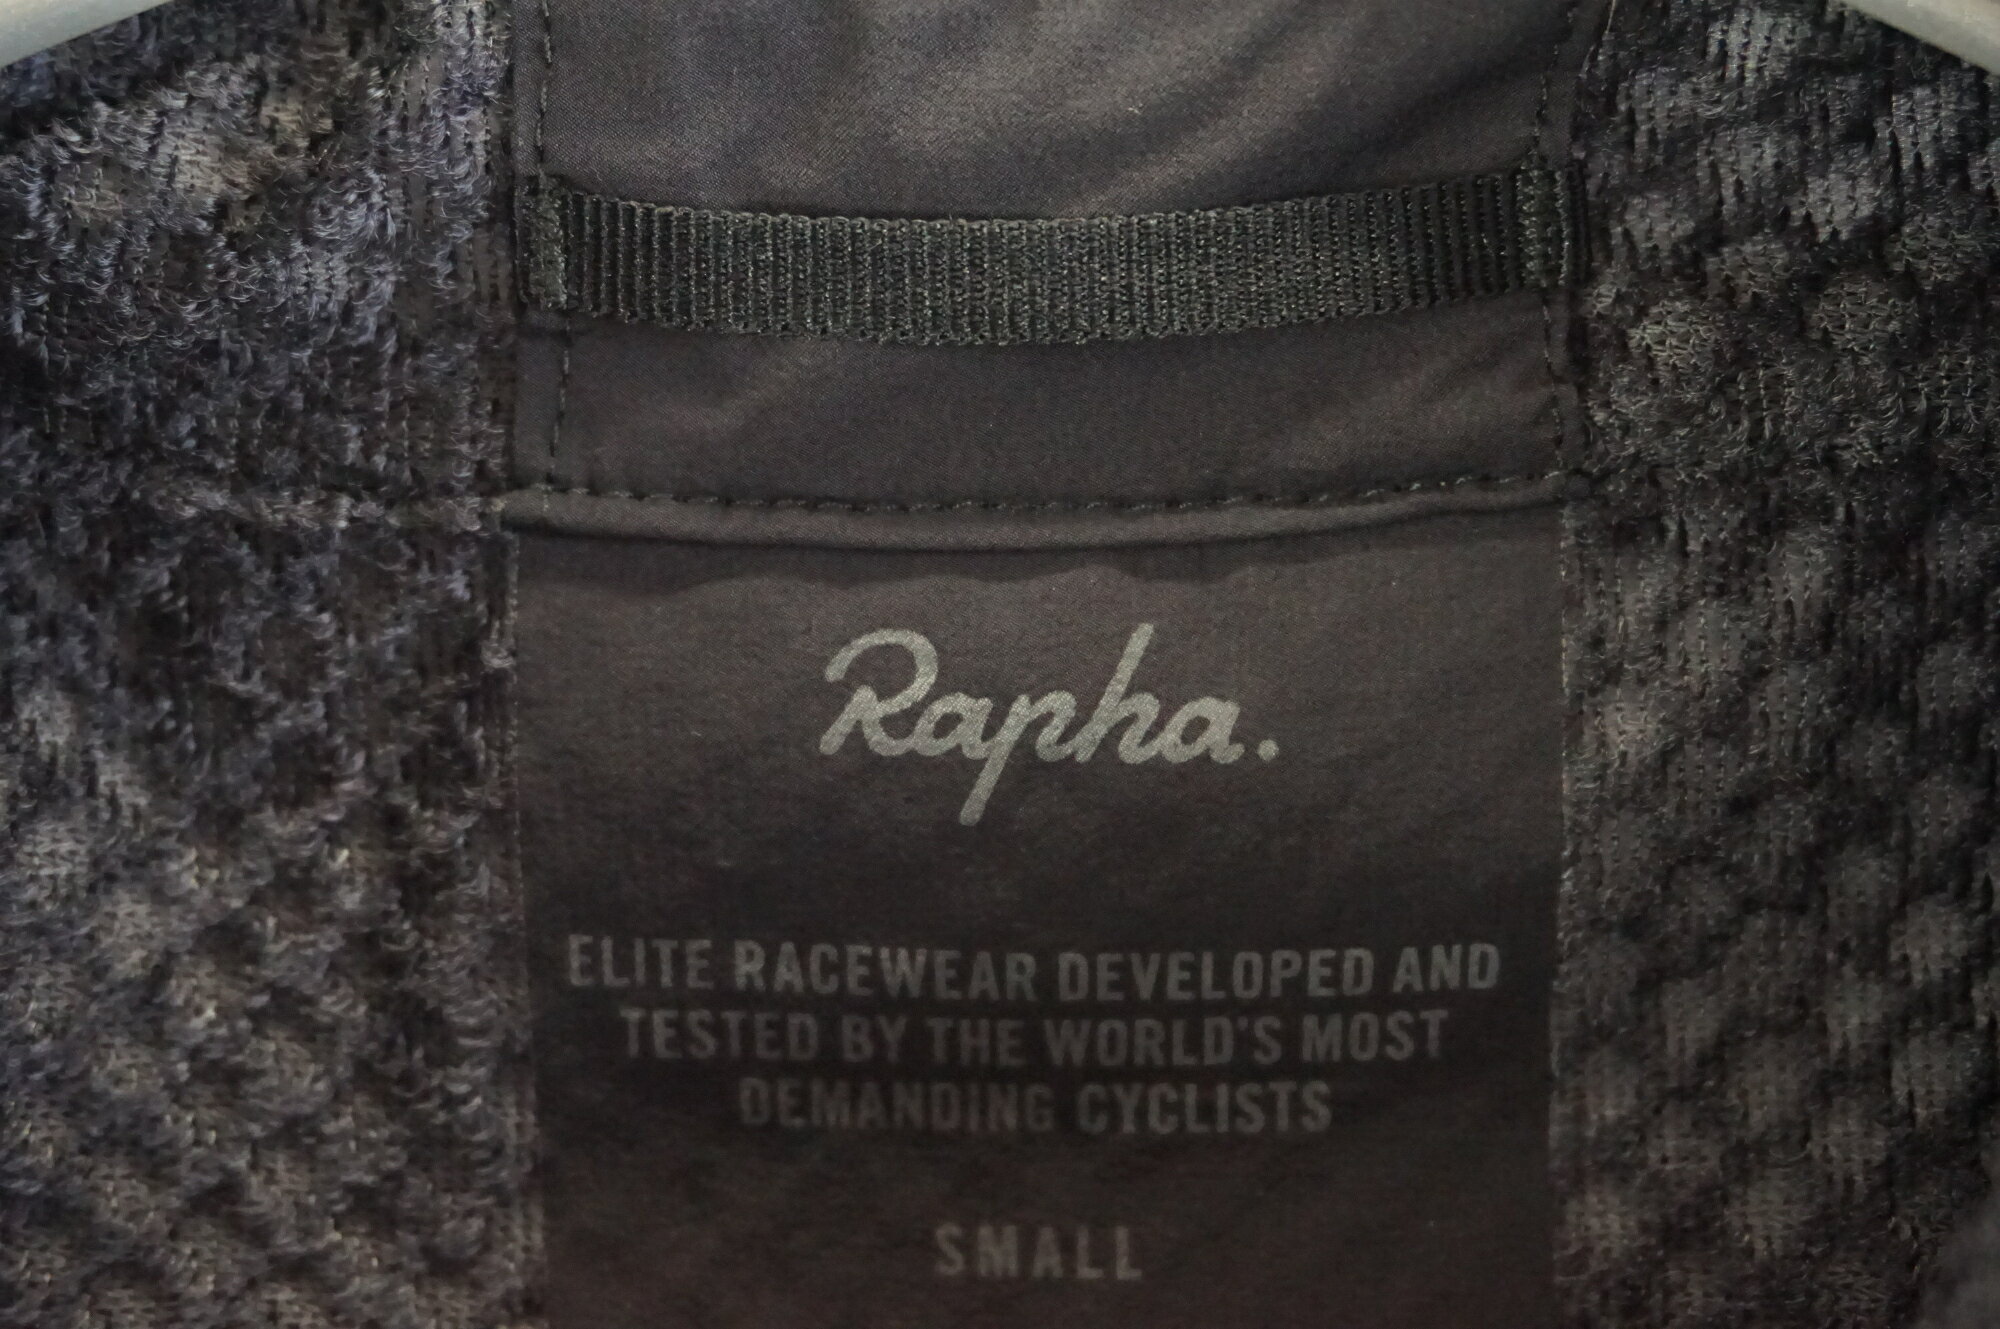 Rapha.
ELITE RACEWEAR DEVELOPED AND
TESTED BY THE WORLD'S MOST
DEMANDING CYCLISTS
SMALL